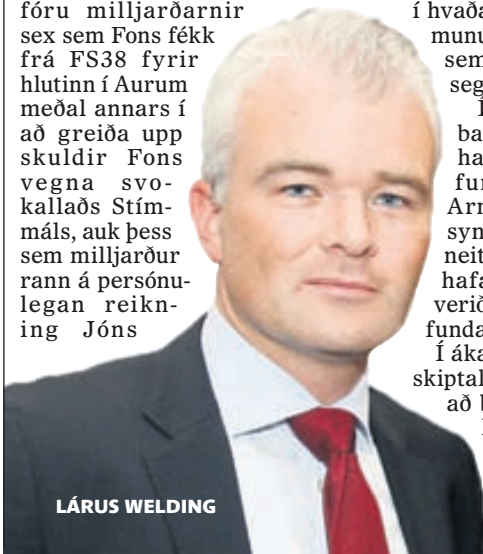 fóru milljarðarnir
sex sem Fons fékk
frá FS38 fyrir
hlutinn í Aurum
meðal annars í
að greiða upp
skuldir Fons
vegna svo-
kallaðs Stím-
máls, auk þess
sem milljarður
rann á persónu-
legan reikn-
ing Jóns
í hvaða
munu
sem
seg
ba
ha
fur
Arn
syn
neit
hafa
verið
funda
Í áka
skiptal
að
LÁRUS WELDING